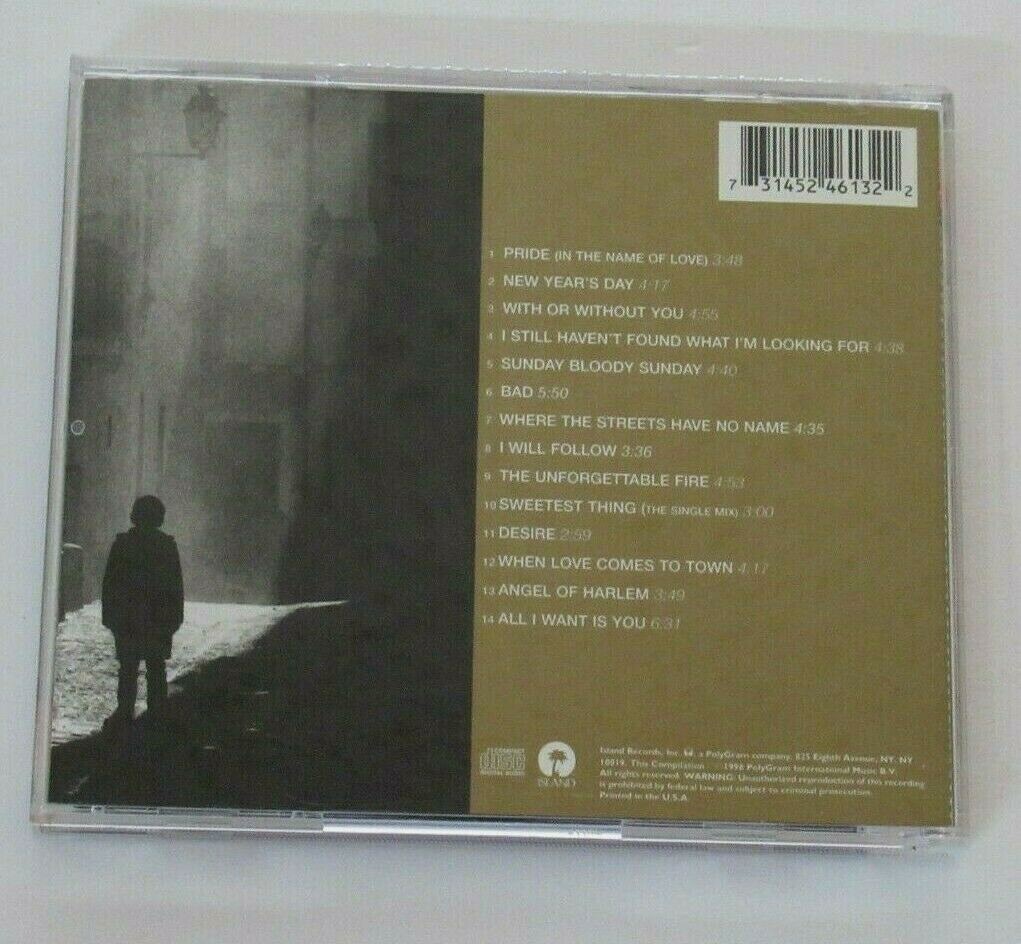 7 31452 46132 2
1 PRIDE (IN THE NAME OF LOVE) 3:48
2 NEW YEAR'S DAY 4:17
3 WITH OR WITHOUT YOU 4:55
4 I STILL HAVEN'T FOUND WHAT I'M LOOKING FOR 4:38
5 SUNDAY BLOODY SUNDAY 4:40
6 BAD 5:50
7 WHERE THE STREETS HAVE NO NAME 4:35
8 I WILL FOLLOW 3:36
9 THE UNFORGETTABLE FIRE 4:53
10 SWEETEST THING (THE SINGLE MIX) 3:00
11 DESIRE 2:59
12 WHEN LOVE COMES TO TOWN 4:17
13 ANGEL OF HARLEM 3:49
14 ALL I WANT IS YOU 6:31
COMPACT
disc
DIGITAL AUDIO
ISLAND
Island Records, Inc. a PolyGram company, 825 Eighth Avenue, NY, NY
10019. This Compilation 1998 PolyGram International Music B.V.
All rights reserved. WARNING: Unauthorized reproduction of this recording
is prohibited by federal law and subject to criminal prosecution.
Printed in the U.S.A.